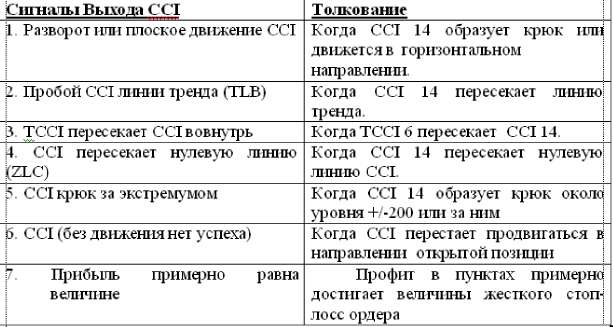 Сигналы Выхода CCI
Толкование
1. Разворот или плоское движение CCI
Когда CCI 14 образует крюк или
движется в горизонтальном
направлении.
2. Пробой CCI линии тренда (TLB)
Когда CCI 14 пересекает линию
тренда.
3. TCCI пересекает CCI вовнутрь
Когда TCCI 6 пересекает CCI 14.
4. CCI пересекает нулевую линию
(ZLC)
Когда CCI 14 пересекает нулевую
линию CCI.
5. CCI крюк за экстремумом
Когда CCI 14 образует крюк около
уровня +/-200 или за ним
6. CCI (без движения нет успеха)
Когда CCI перестает продвигаться в
направлении открытой позиции
7. Прибыль примерно равна
величине
Профит в пунктах примерно
достигает величины жесткого стоп-
лосс ордера